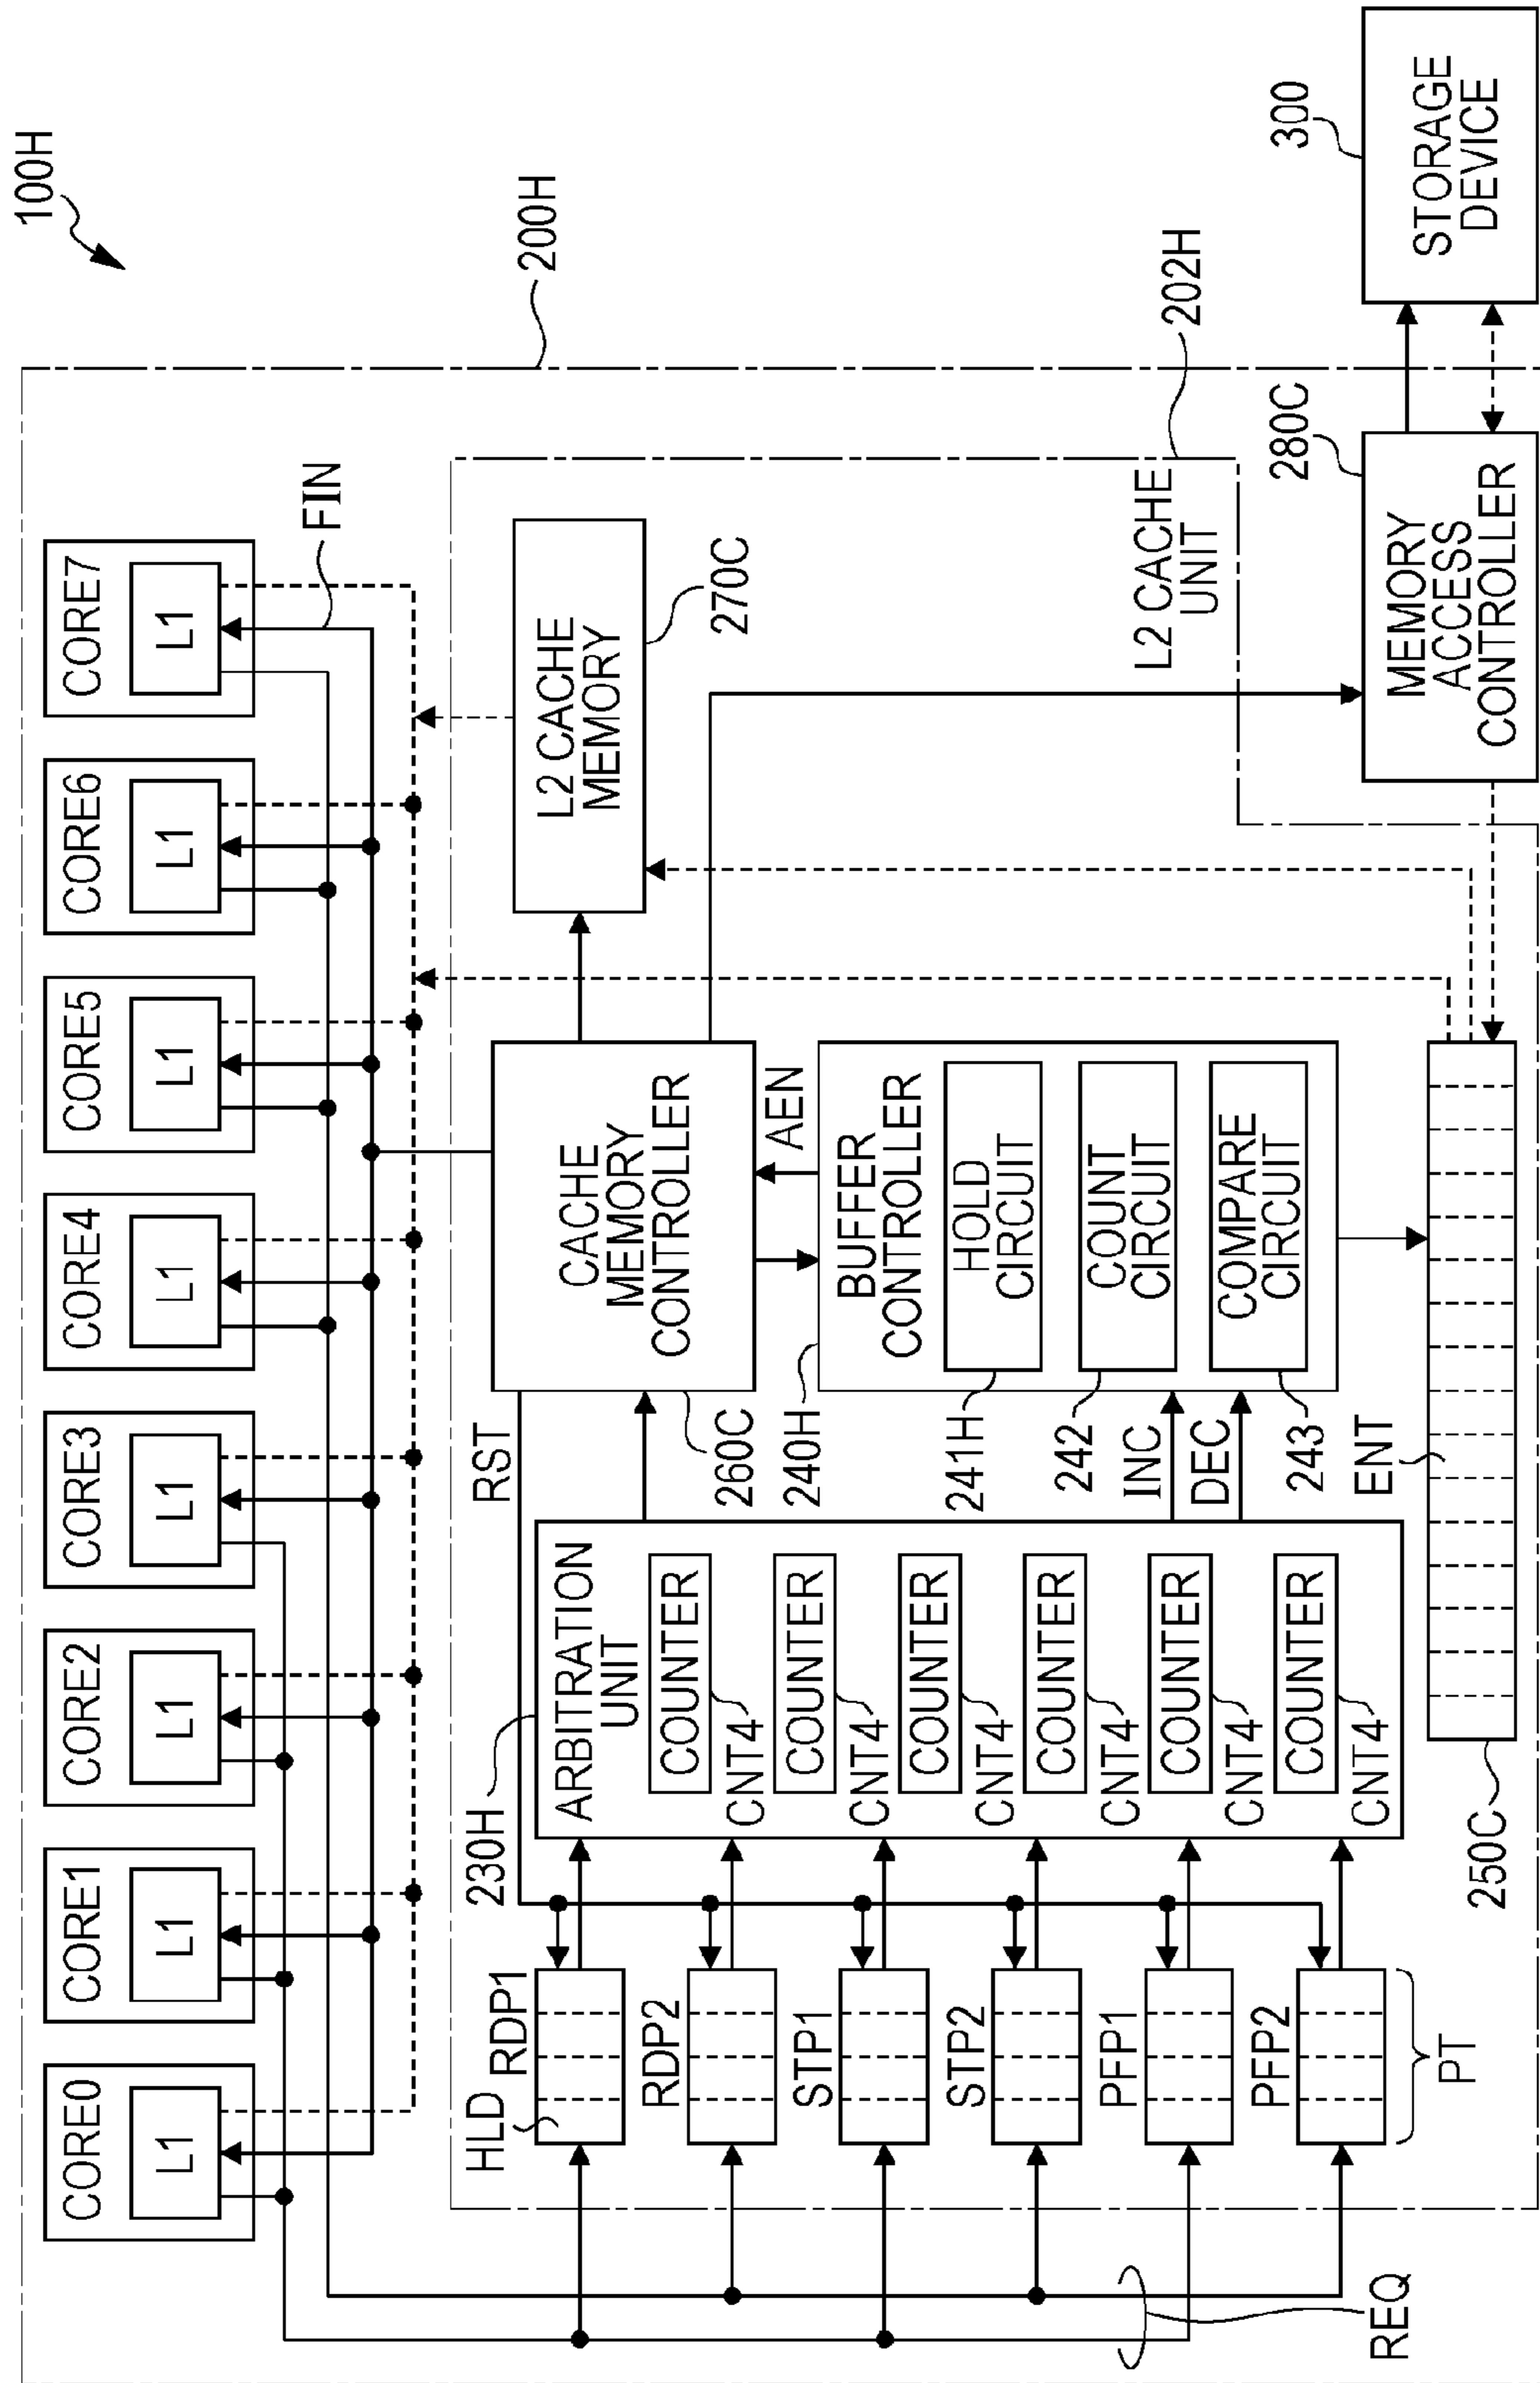 100H
200H
CORE0
L1
CORE1
L1
CORE2
L1
CORE3
L1
CORE4
L1
CORE5
L1
CORE6
L1
CORE7
L1
FIN
REQ
HLD
RDP1
RDP2
STP1
STP2
PFP1
PFP2
PT
RST
230H
ARBITRATION
UNIT
COUNTER
CNT4
COUNTER
CNT4
COUNTER
CNT4
COUNTER
CNT4
COUNTER
CNT4
COUNTER
CNT4
260C
CACHE
MEMORY
CONTROLLER
AEN
240H
BUFFER
CONTROLLER
241H
HOLD
CIRCUIT
242
COUNT
CIRCUIT
INC
DEC
243
COMPARE
CIRCUIT
ENT
250C
L2 CACHE
MEMORY
270C
L2 CACHE
UNIT
202H
280C
MEMORY
ACCESS
CONTROLLER
300
STORAGE
DEVICE